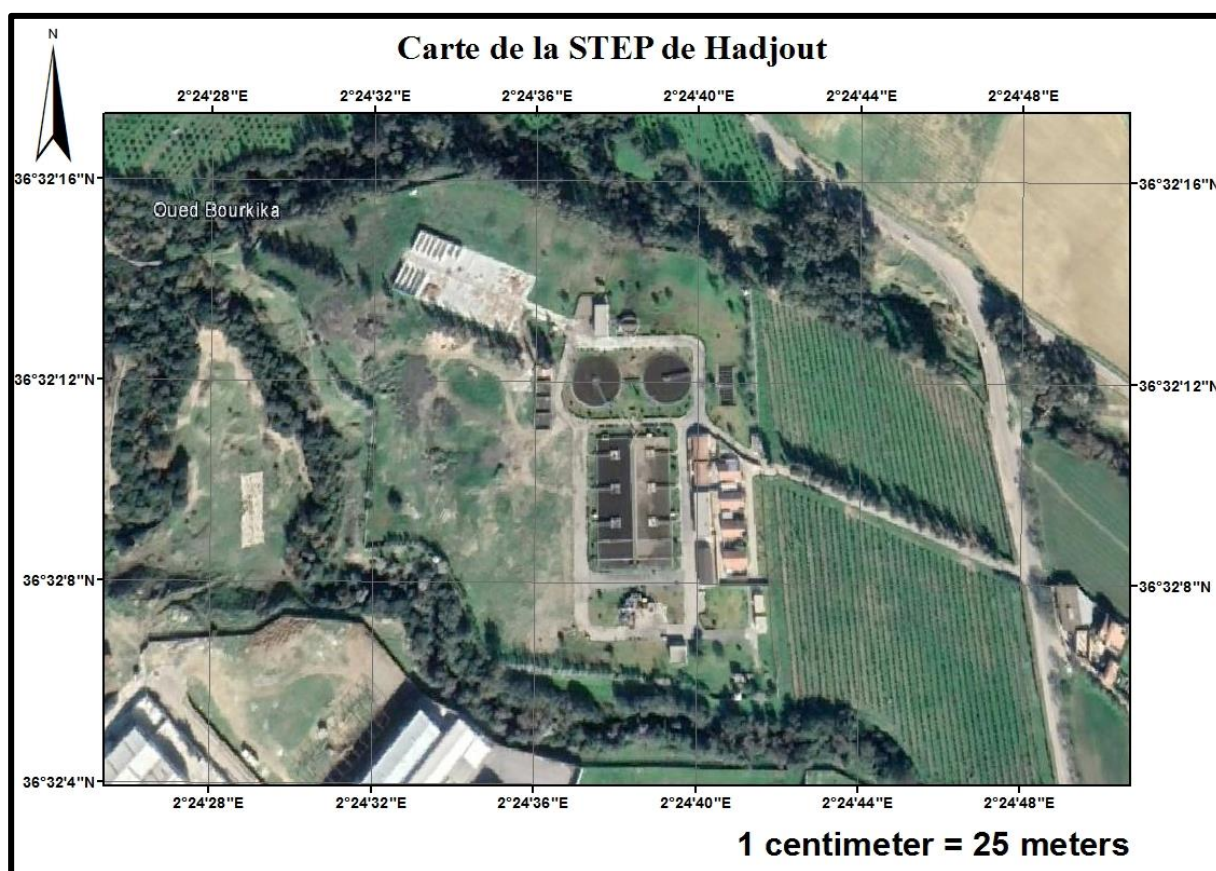 N
Carte de la STEP de Hadjout
2°24'28"E 2°24'32"E 2°24'36"E 2°24'40"E 2°24'44"E 2°24'48"E
36°32'16"N 36°32'16"N
Oued Bourkika
36°32'12"N 36°32'12"N
36°32'8"N 36°32'8"N
36°32'4"N
2°24'28"E 2°24'32"E 2°24'36"E 2°24'40"E 2°24'44"E 2°24'48"E
1 centimeter = 25 meters